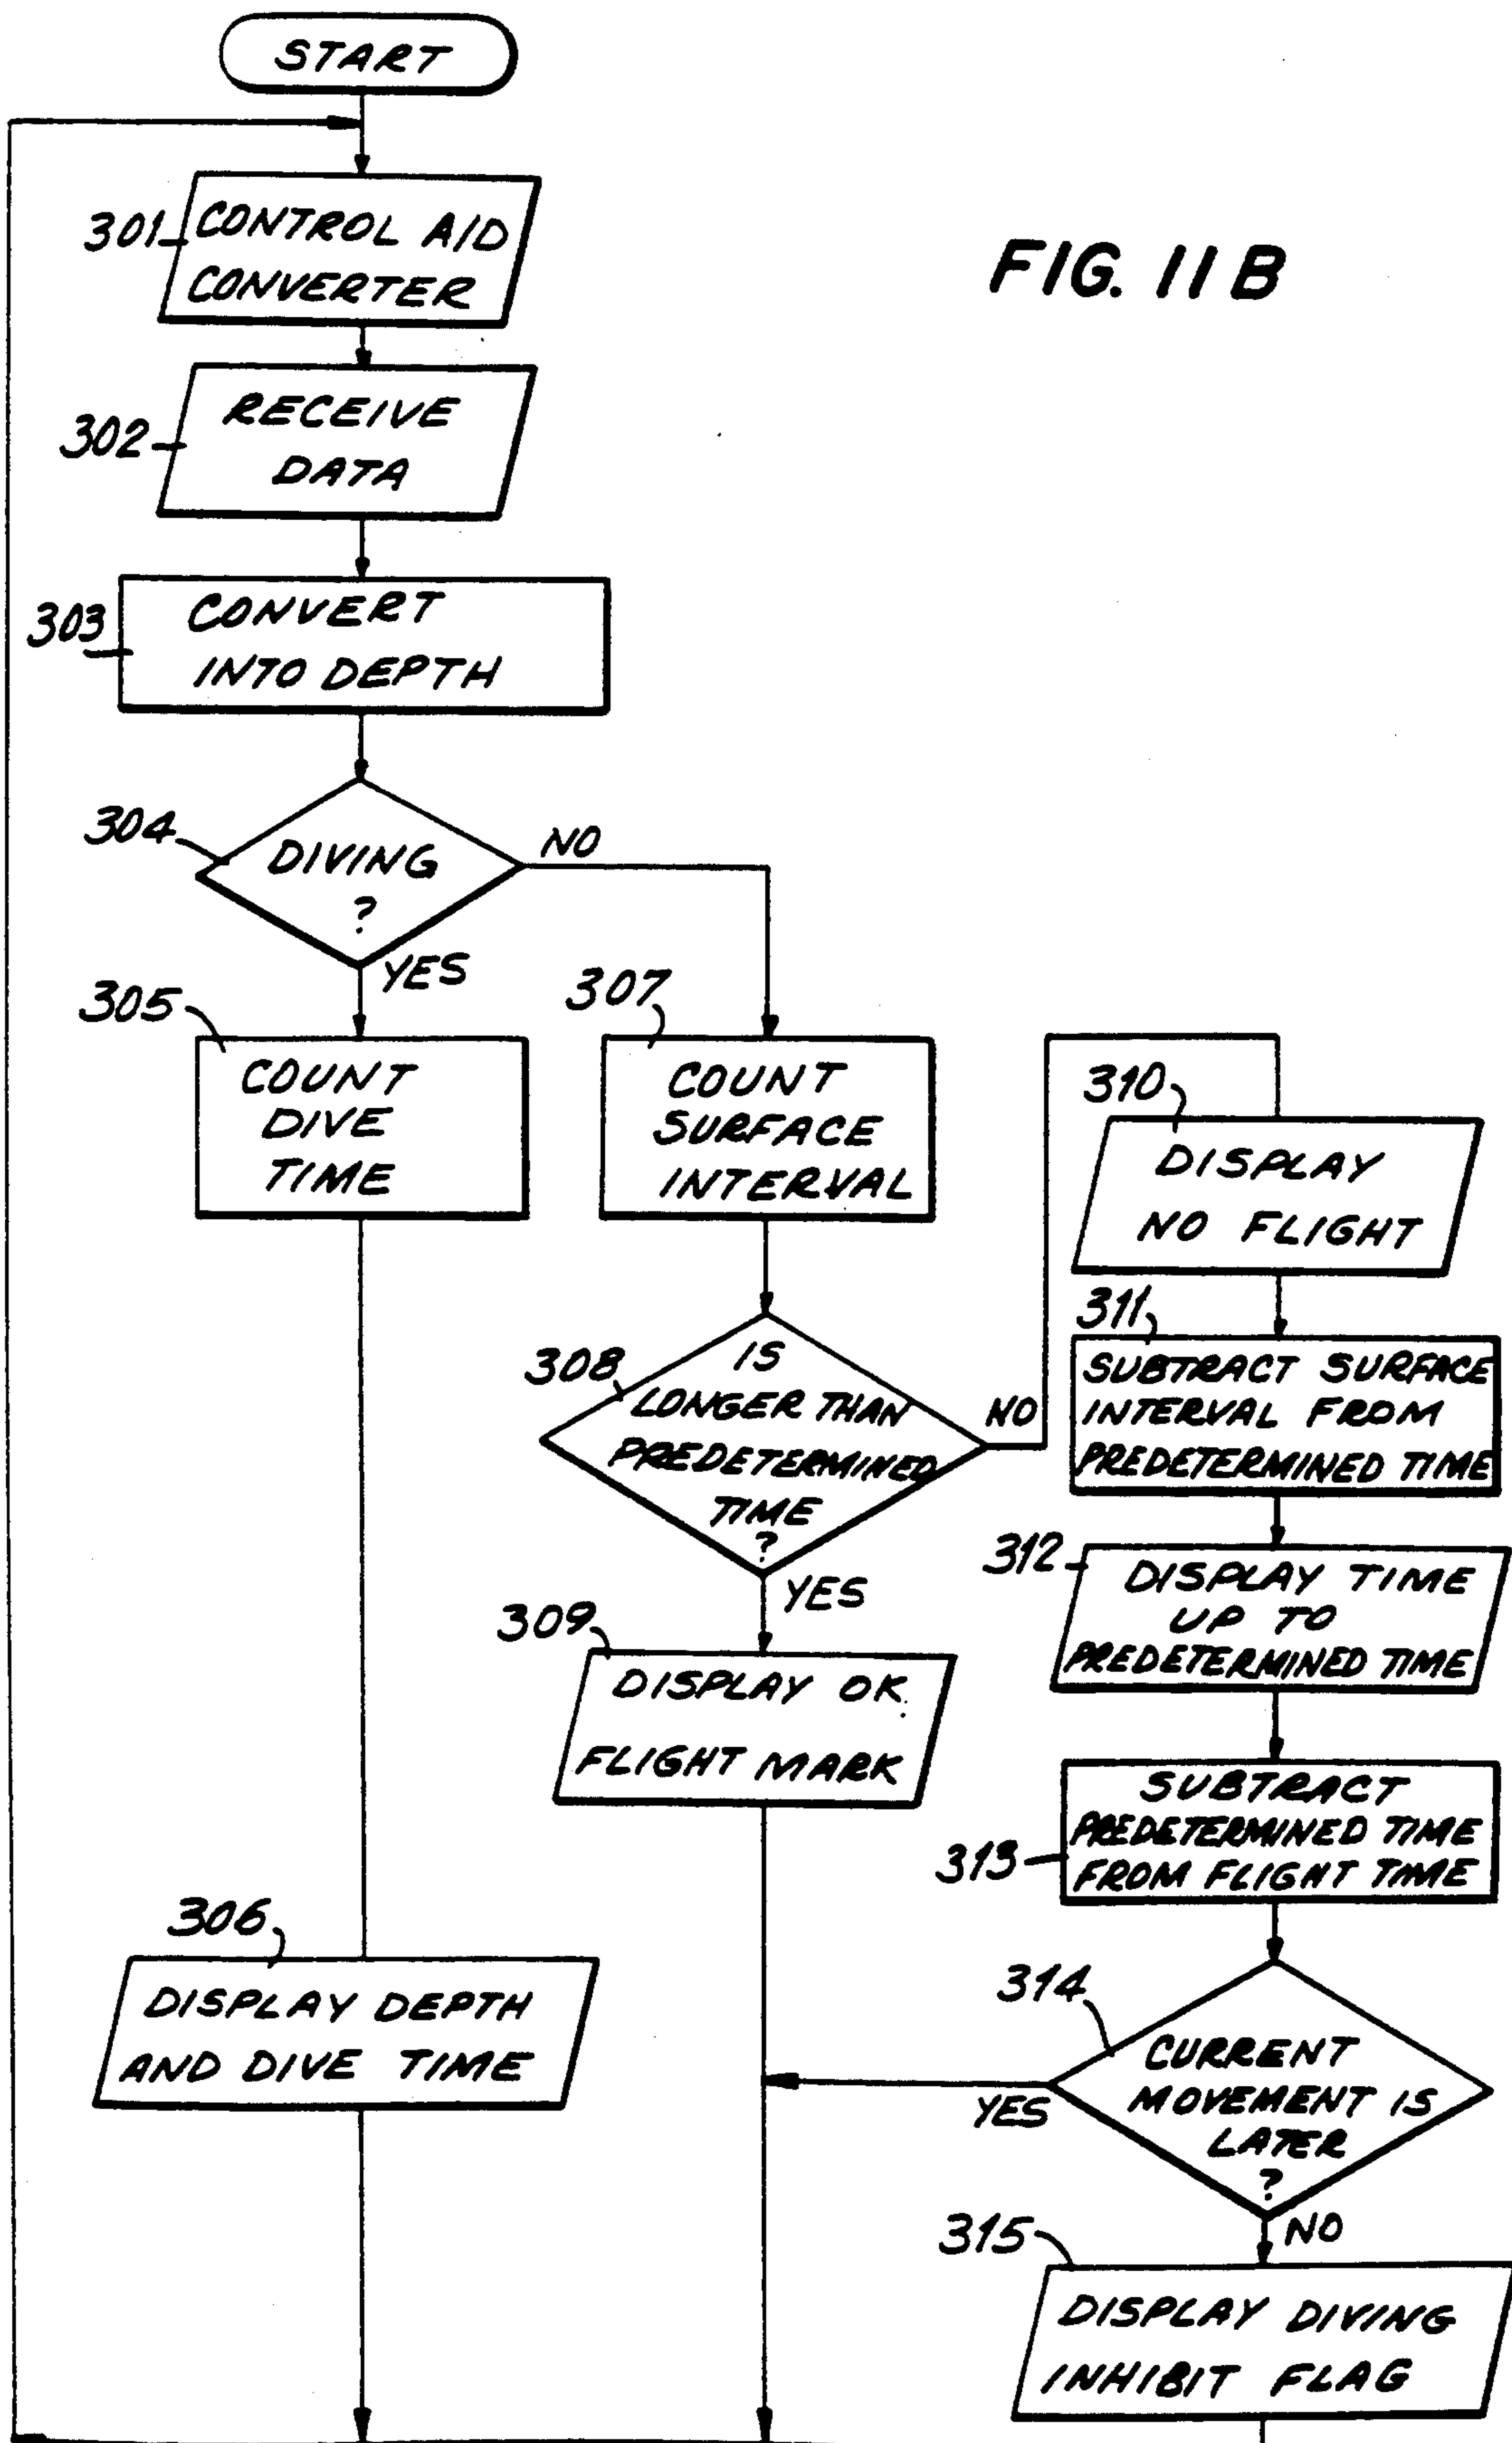 START
FIG. 11B
301
CONTROL A/D
CONVERTER
302
RECEIVE
DATA
303
CONVERT
INTO DEPTH
304
DIVING
?
NO
YES
305
COUNT
DIVE
TIME
306
DISPLAY DEPTH
AND DIVE TIME
307
COUNT
SURFACE
INTERVAL
308
IS
LONGER THAN
PREDETERMINED
TIME
?
NO
YES
309
DISPLAY OK
FLIGHT MARK
310
DISPLAY
NO FLIGHT
311
SUBTRACT SURFACE
INTERVAL FROM
PREDETERMINED TIME
312
DISPLAY TIME
UP TO
PREDETERMINED TIME
313
SUBTRACT
PREDETERMINED TIME
FROM FLIGHT TIME
314
CURRENT
MOVEMENT IS
LATER
?
YES
NO
315
DISPLAY DIVING
INHIBIT FLAG